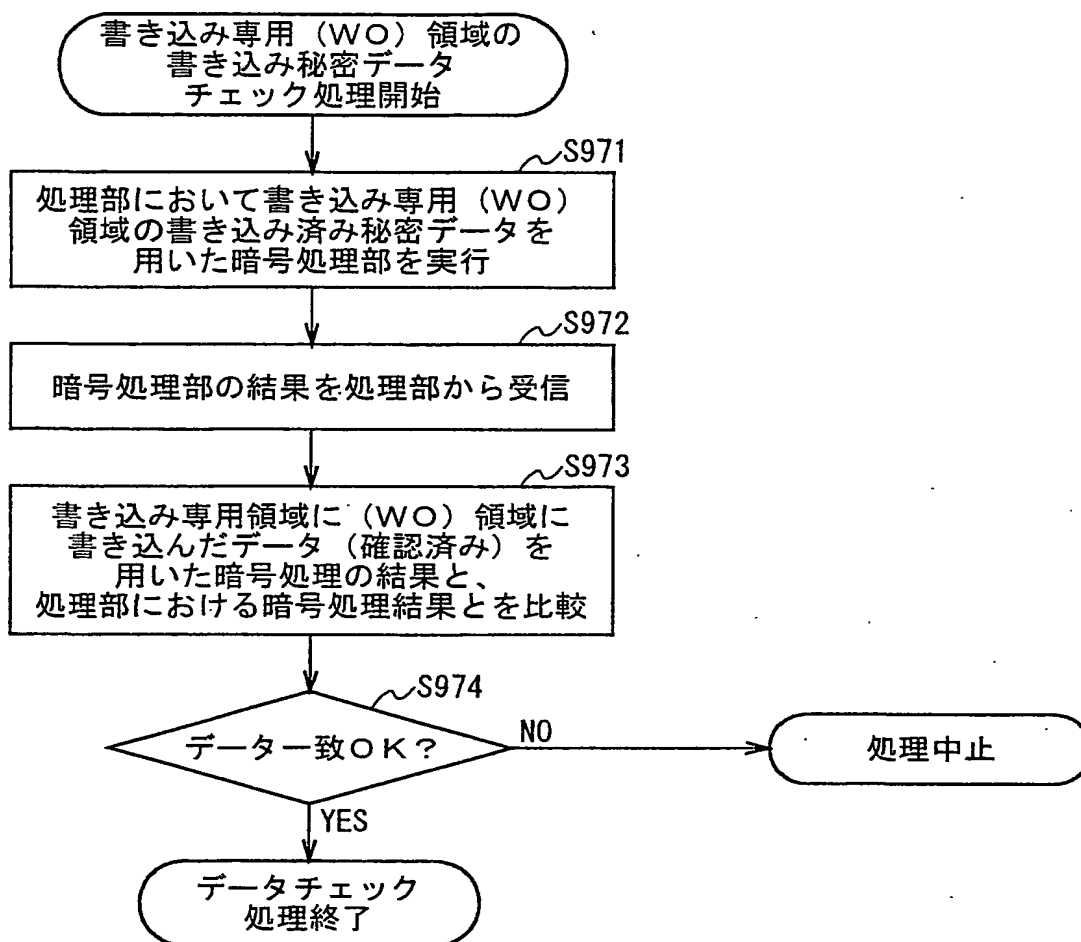 書き込み専用（WO）領域の
書き込み秘密データ
チェック処理開始
S971
処理部において書き込み専用（WO）
領域の書き込み済み秘密データを
用いた暗号処理部を実行
S972
暗号処理部の結果を処理部から受信
S973
書き込み専用領域に（WO）領域に
書き込んだデータ（確認済み）を
用いた暗号処理の結果と、
処理部における暗号処理結果とを比較
S974
データ一致OK？
NO
処理中止
YES
データチェック
処理終了